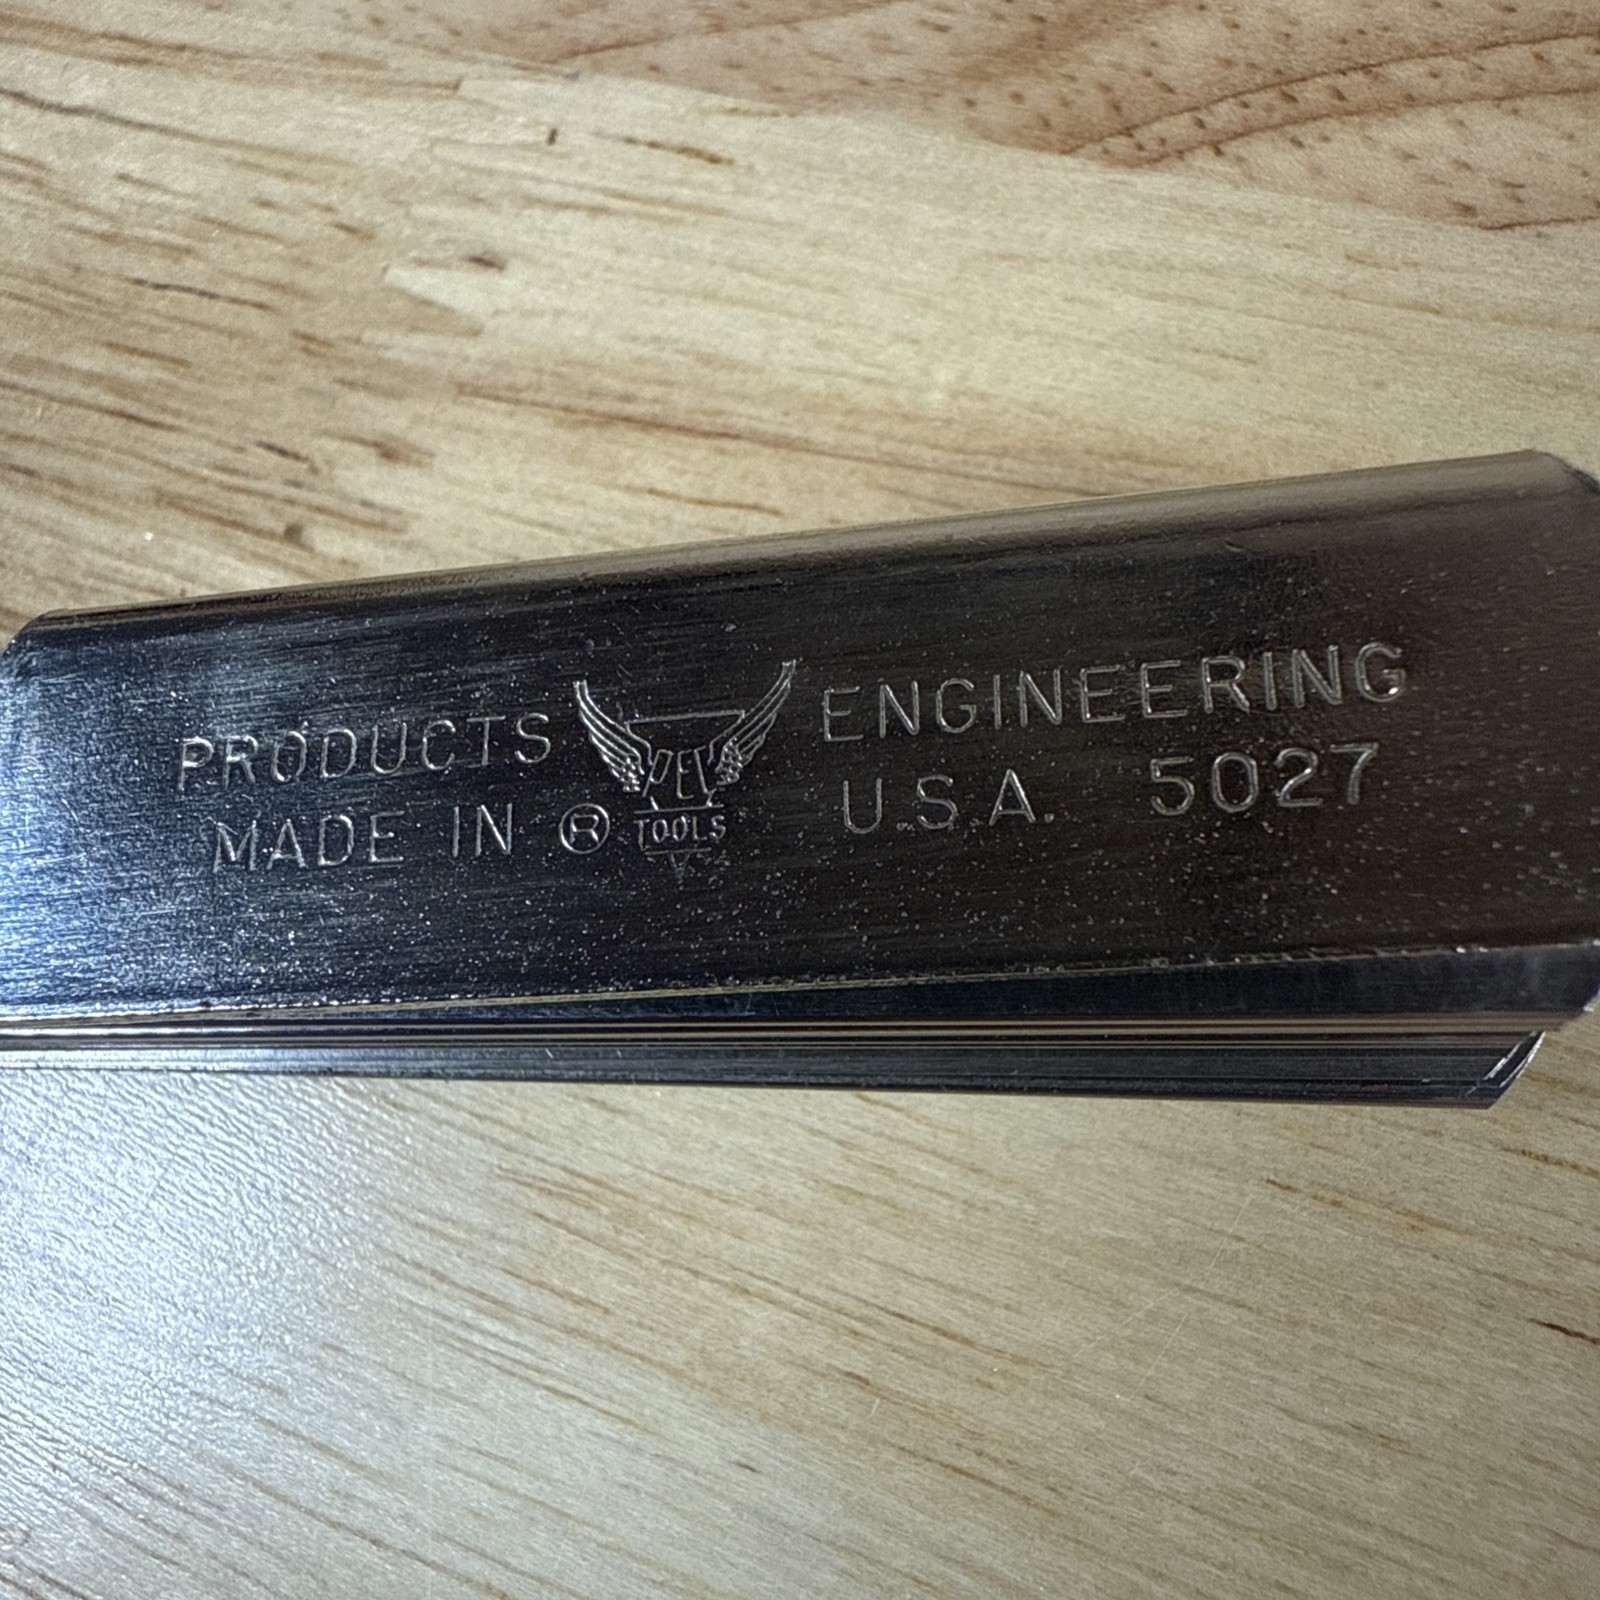 PRODUCTS PEC ENGINEERING
MADE IN ® TOOLS U.S.A. 5027